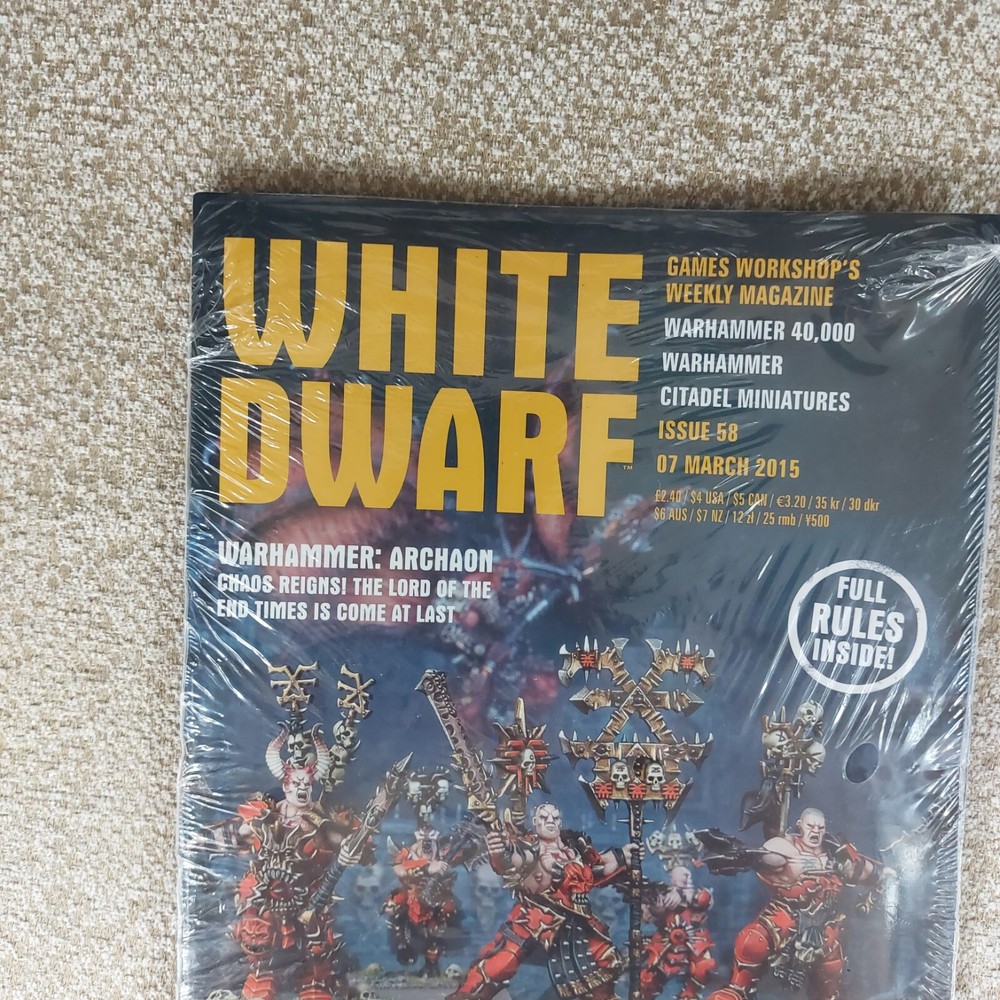 WHITE
DWARF™
GAMES WORKSHOP'S
WEEKLY MAGAZINE
WARHAMMER 40,000
WARHAMMER
CITADEL MINIATURES
ISSUE 58
07 MARCH 2015
£2.40 / $4 USA / $5 CAN / €3.20 / 35 kr / 30 dkr
$6 AUS / $7 NZ / 12 zł / 25 rmb / ¥500
WARHAMMER: ARCHAON
CHAOS REIGNS! THE LORD OF THE
END TIMES IS COME AT LAST
FULL
RULES
INSIDE!